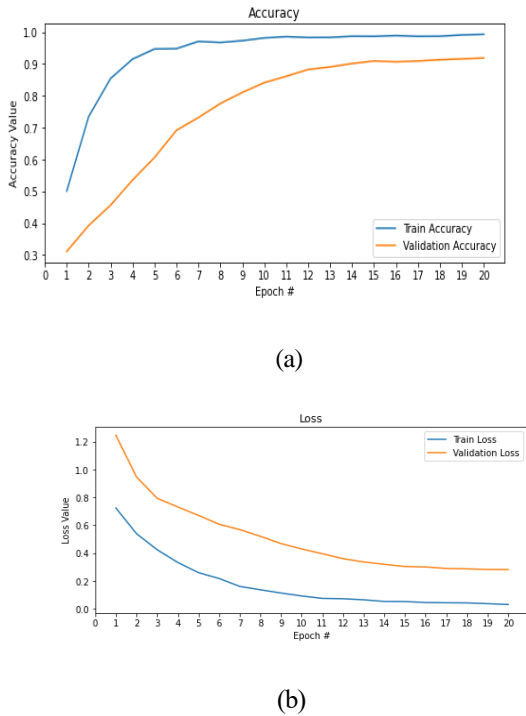 Accuracy
1.0
0.9
0.8
0.7
0.6
0.5
0.4
0.3
Accuracy Value
Train Accuracy
Validation Accuracy
0 1 2 3 4 5 6 7 8 9 10 11 12 13 14 15 16 17 18 19 20
Epoch #
(a)
Loss
1.2
1.0
0.8
0.6
0.4
0.2
0.0
Loss Value
Train Loss
Validation Loss
0 1 2 3 4 5 6 7 8 9 10 11 12 13 14 15 16 17 18 19 20
Epoch #
(b)